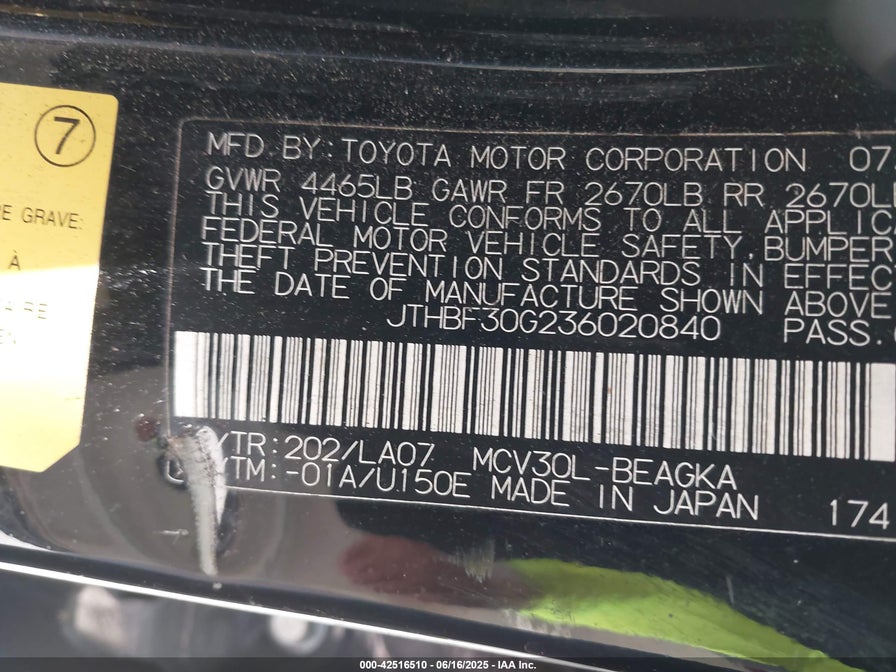 7
DE GRAVE:
À
AIRE
EN
MFD BY: TOYOTA MOTOR CORPORATION 07
GVWR 4465LB GAWR FR 2670LB RR 2670L
THIS VEHICLE CONFORMS TO ALL APPLIC
FEDERAL MOTOR VEHICLE SAFETY, BUMPER
THEFT PREVENTION STANDARDS IN EFFEC
THE DATE OF MANUFACTURE SHOWN ABOVE
JTHBF30G236020840 PASS.
/TR: 202/LA07 MCV30L-BEAGKA
/TM: -01A/U150E MADE IN JAPAN 174
000-42516510 - 06/16/2025 - IAA Inc.